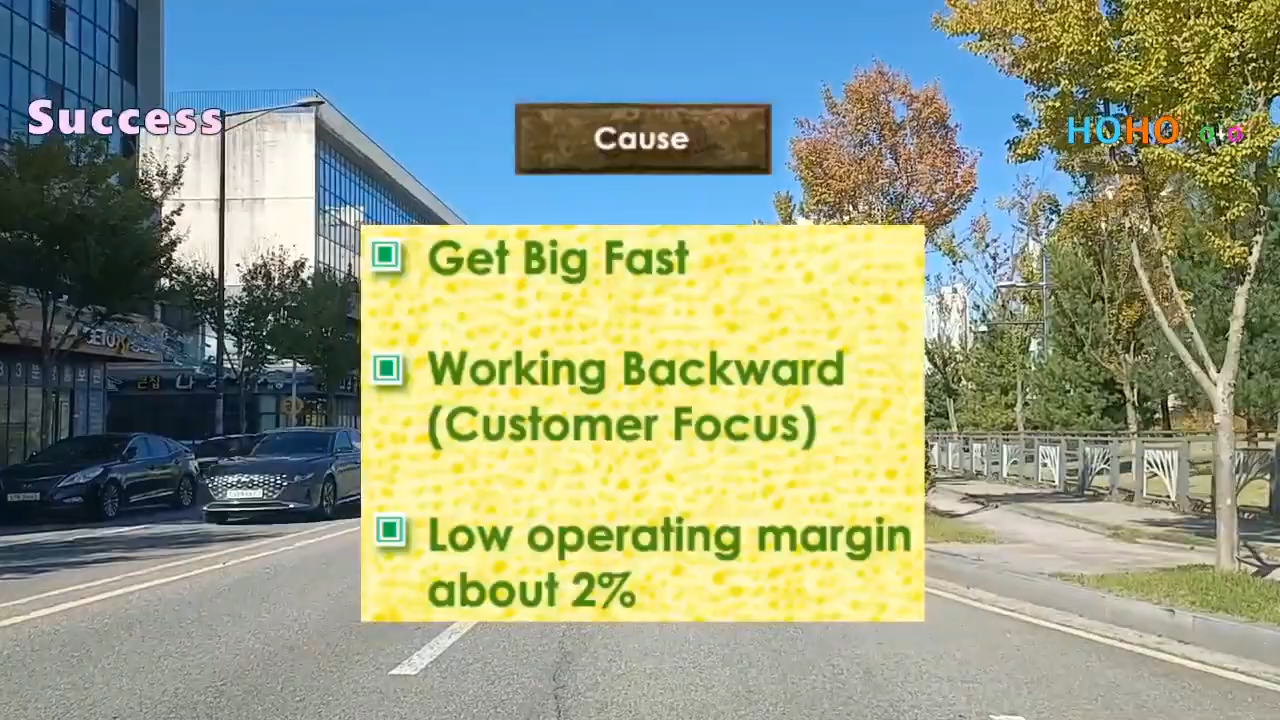 Success
Cause
HOHO
Get Big Fast
Working Backward
(Customer Focus)
Low operating margin
about 2%